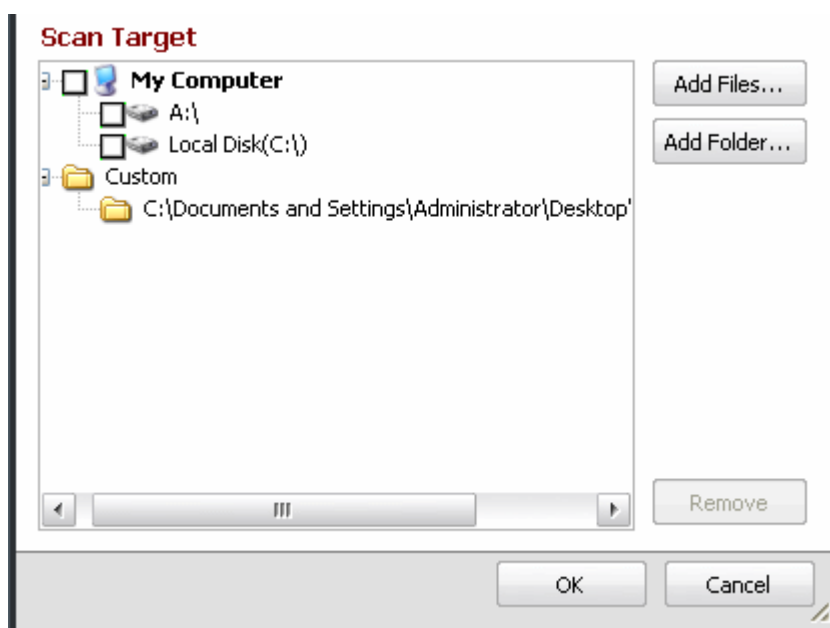 Scan Target
My Computer
Add Files...
A:\
Local Disk(C:\)
Add Folder...
Custom
C:\Documents and Settings\Administrator\Desktop'
Remove
OK
Cancel